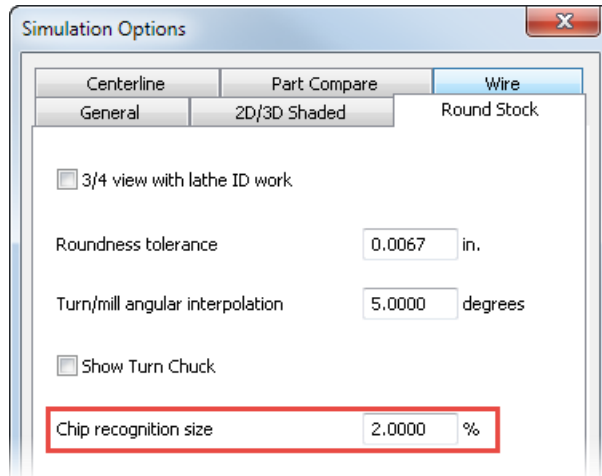 Simulation Options
Centerline Part Compare Wire
General 2D/3D Shaded Round Stock
3/4 view with lathe ID work
Roundness tolerance 0.0067 in.
Turn/mill angular interpolation 5.0000 degrees
Show Turn Chuck
Chip recognition size 2.0000 %